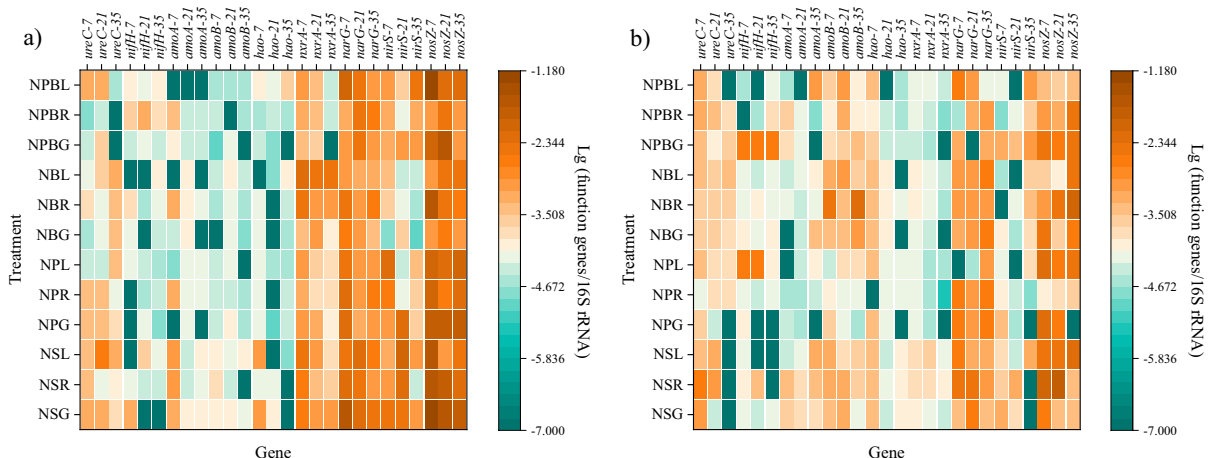 a)
ureC-7
ureC-21
ureC-35
nifH-7
nifH-21
nifH-35
amoA-7
amoA-21
amoA-35
amoB-7
amoB-21
amoB-35
hao-7
hao-21
hao-35
nxrA-7
nxrA-21
nxrA-35
narG-7
narG-21
narG-35
nirS-7
nirS-21
nirS-35
nosZ-7
nosZ-21
nosZ-35
NPBL
NPBR
NPBG
NBL
NBR
NBG
NPL
NPR
NPG
NSL
NSR
NSG
Treatment
Gene
-1.180
-2.344
-3.508
-4.672
-5.836
-7.000
Lg (function genes/16S rRNA)
b)
ureC-7
ureC-21
ureC-35
nifH-7
nifH-21
nifH-35
amoA-7
amoA-21
amoA-35
amoB-7
amoB-21
amoB-35
hao-7
hao-21
hao-35
nxrA-7
nxrA-21
nxrA-35
narG-7
narG-21
narG-35
nirS-7
nirS-21
nirS-35
nosZ-7
nosZ-21
nosZ-35
NPBL
NPBR
NPBG
NBL
NBR
NBG
NPL
NPR
NPG
NSL
NSR
NSG
Treatment
Gene
-1.180
-2.344
-3.508
-4.672
-5.836
-7.000
Lg (function genes/16S rRNA)